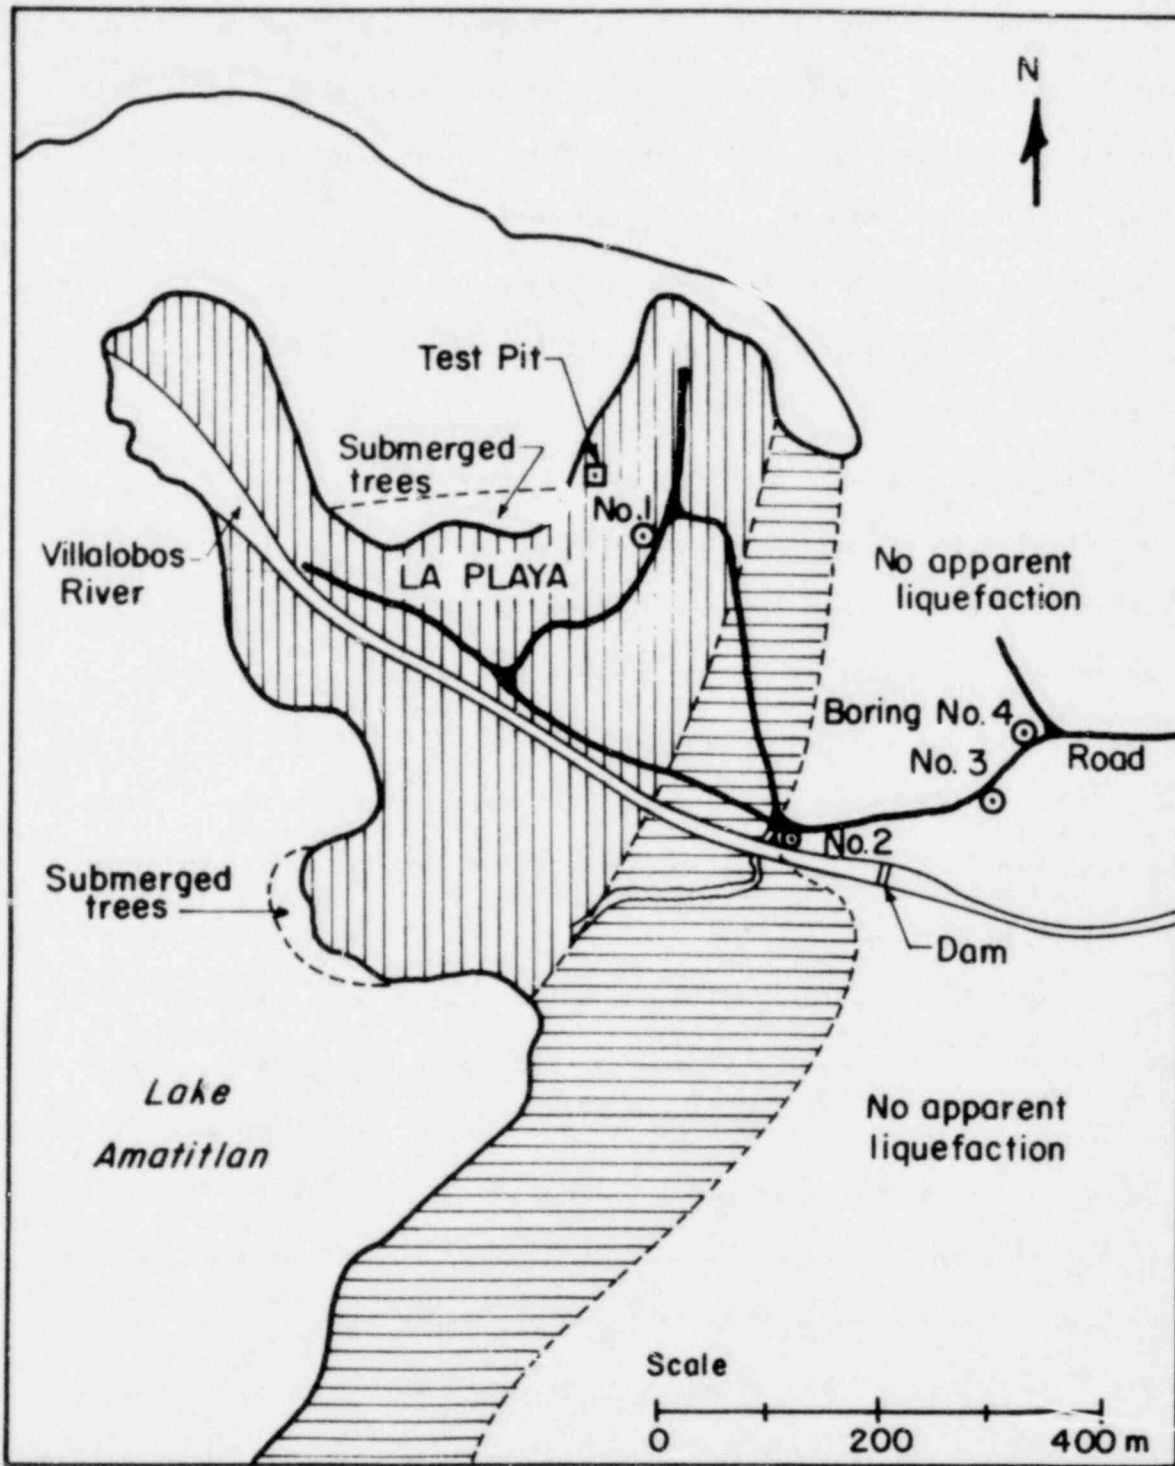 N
Test Pit
Submerged
trees
No.1
Villalobos
River
LA PLAYA
No apparent
liquefaction
Boring No. 4
No. 3
Road
No.2
Submerged
trees
Dam
Lake
Amatitlan
No apparent
liquefaction
Scale
0 200 400 m